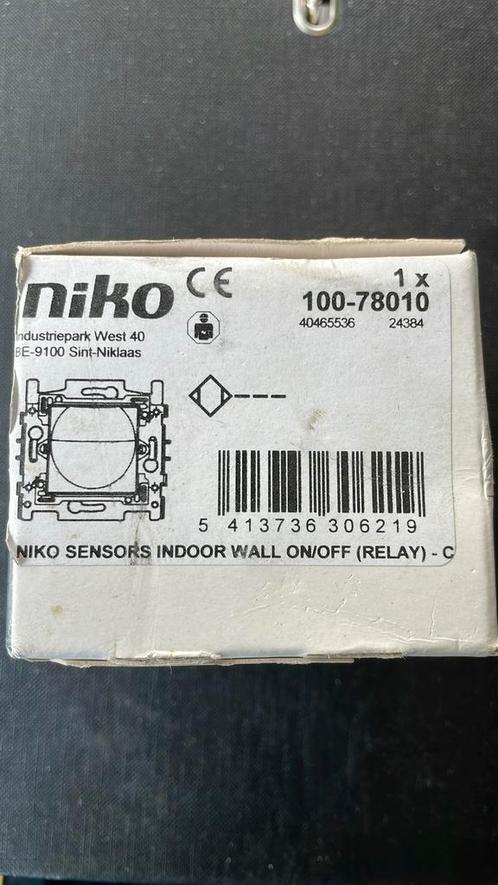 niko CE
1 x
100-78010
40465536 24384
Industriepark West 40
BE-9100 Sint-Niklaas
5 413736 306219
NIKO SENSORS INDOOR WALL ON/OFF (RELAY) - C